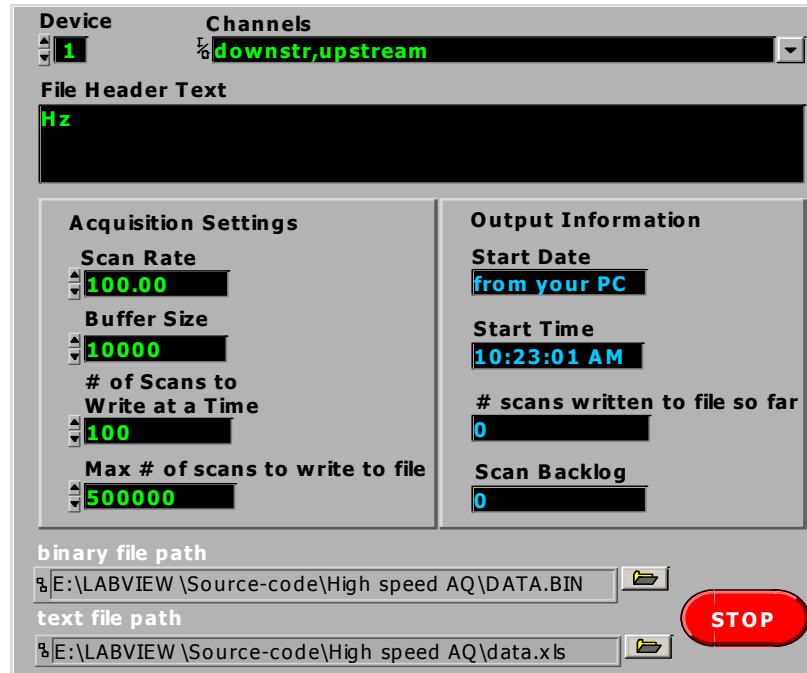 Device
Channels
1
downstr,upstream
File Header Text
Hz
Acquisition Settings
Scan Rate
100.00
Buffer Size
10000
# of Scans to
Write at a Time
100
Max # of scans to write to file
500000
Output Information
Start Date
from your PC
Start Time
10:23:01 AM
# scans written to file so far
0
Scan Backlog
0
binary file path
E:\LABVIEW \Source-code\High speed AQ\DATA.BIN
text file path
E:\LABVIEW \Source-code\High speed AQ\data.xls
STOP